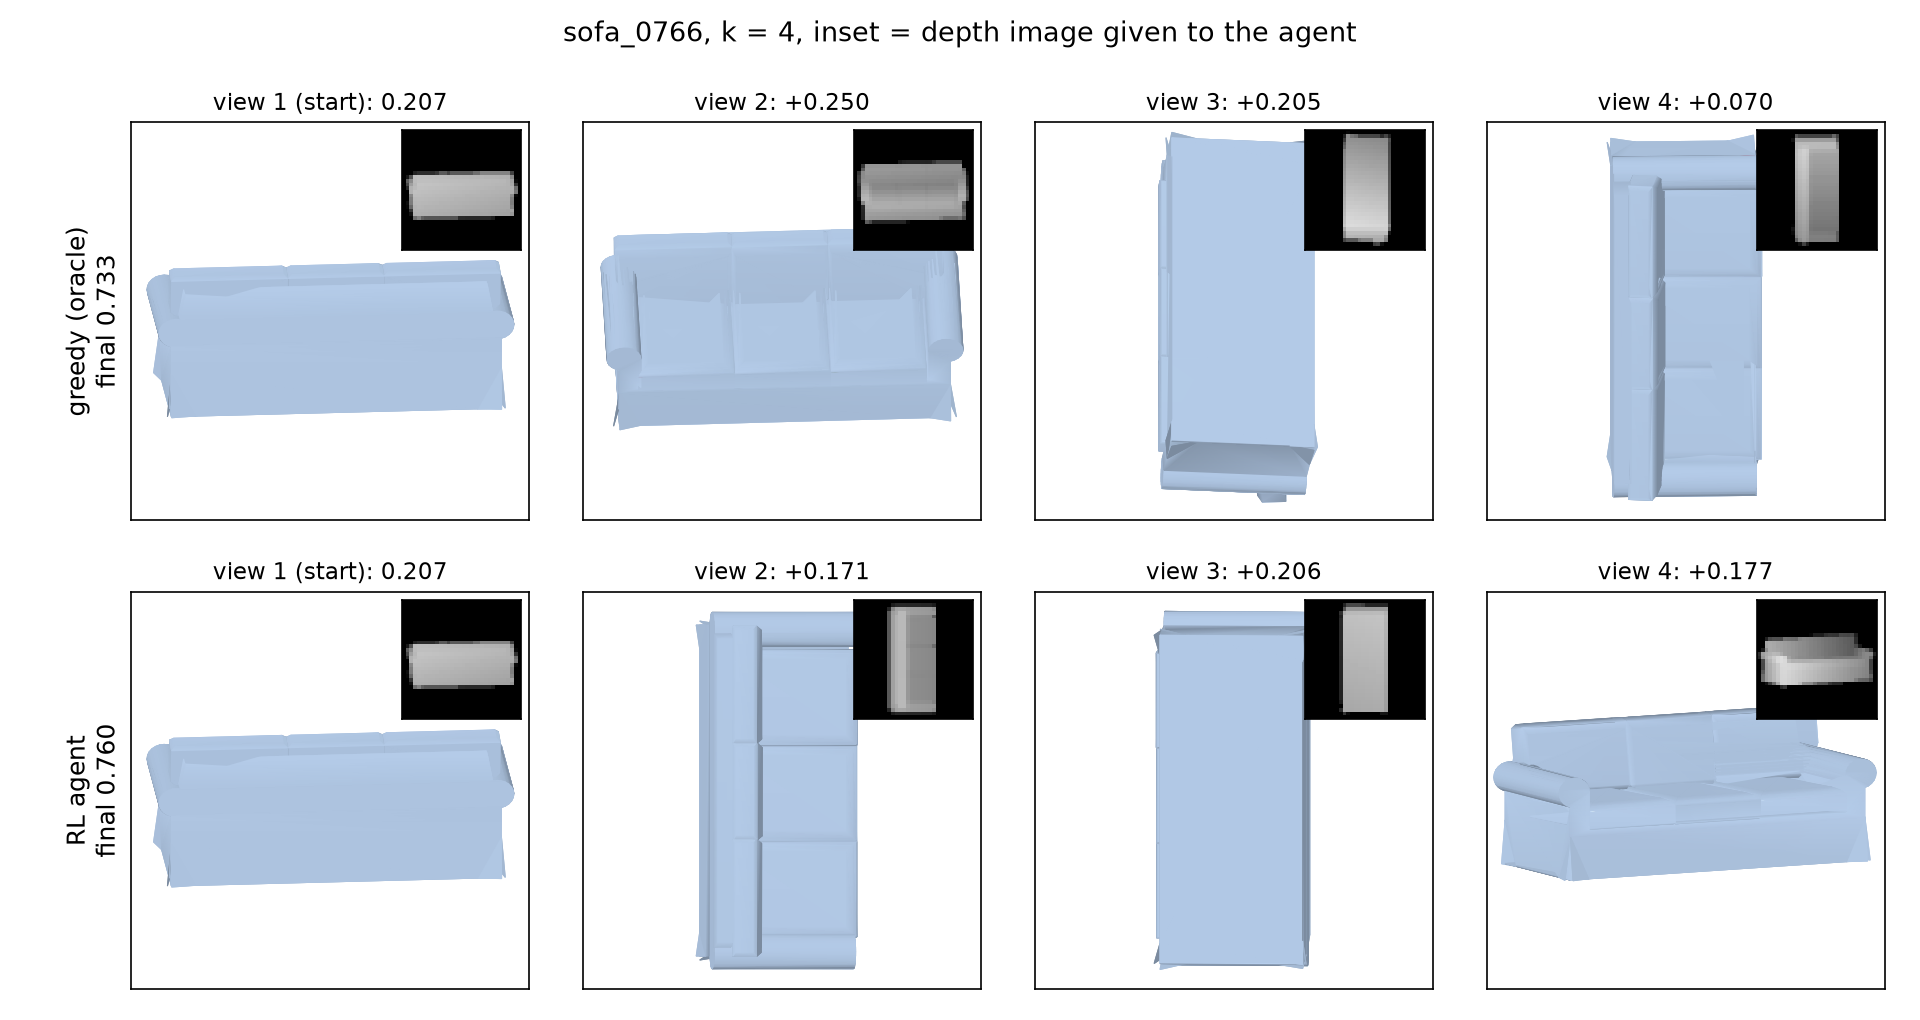 sofa_0766, k = 4, inset = depth image given to the agent
greedy (oracle)
final 0.733
view 1 (start): 0.207
view 2: +0.250
view 3: +0.205
view 4: +0.070
RL agent
final 0.760
view 1 (start): 0.207
view 2: +0.171
view 3: +0.206
view 4: +0.177